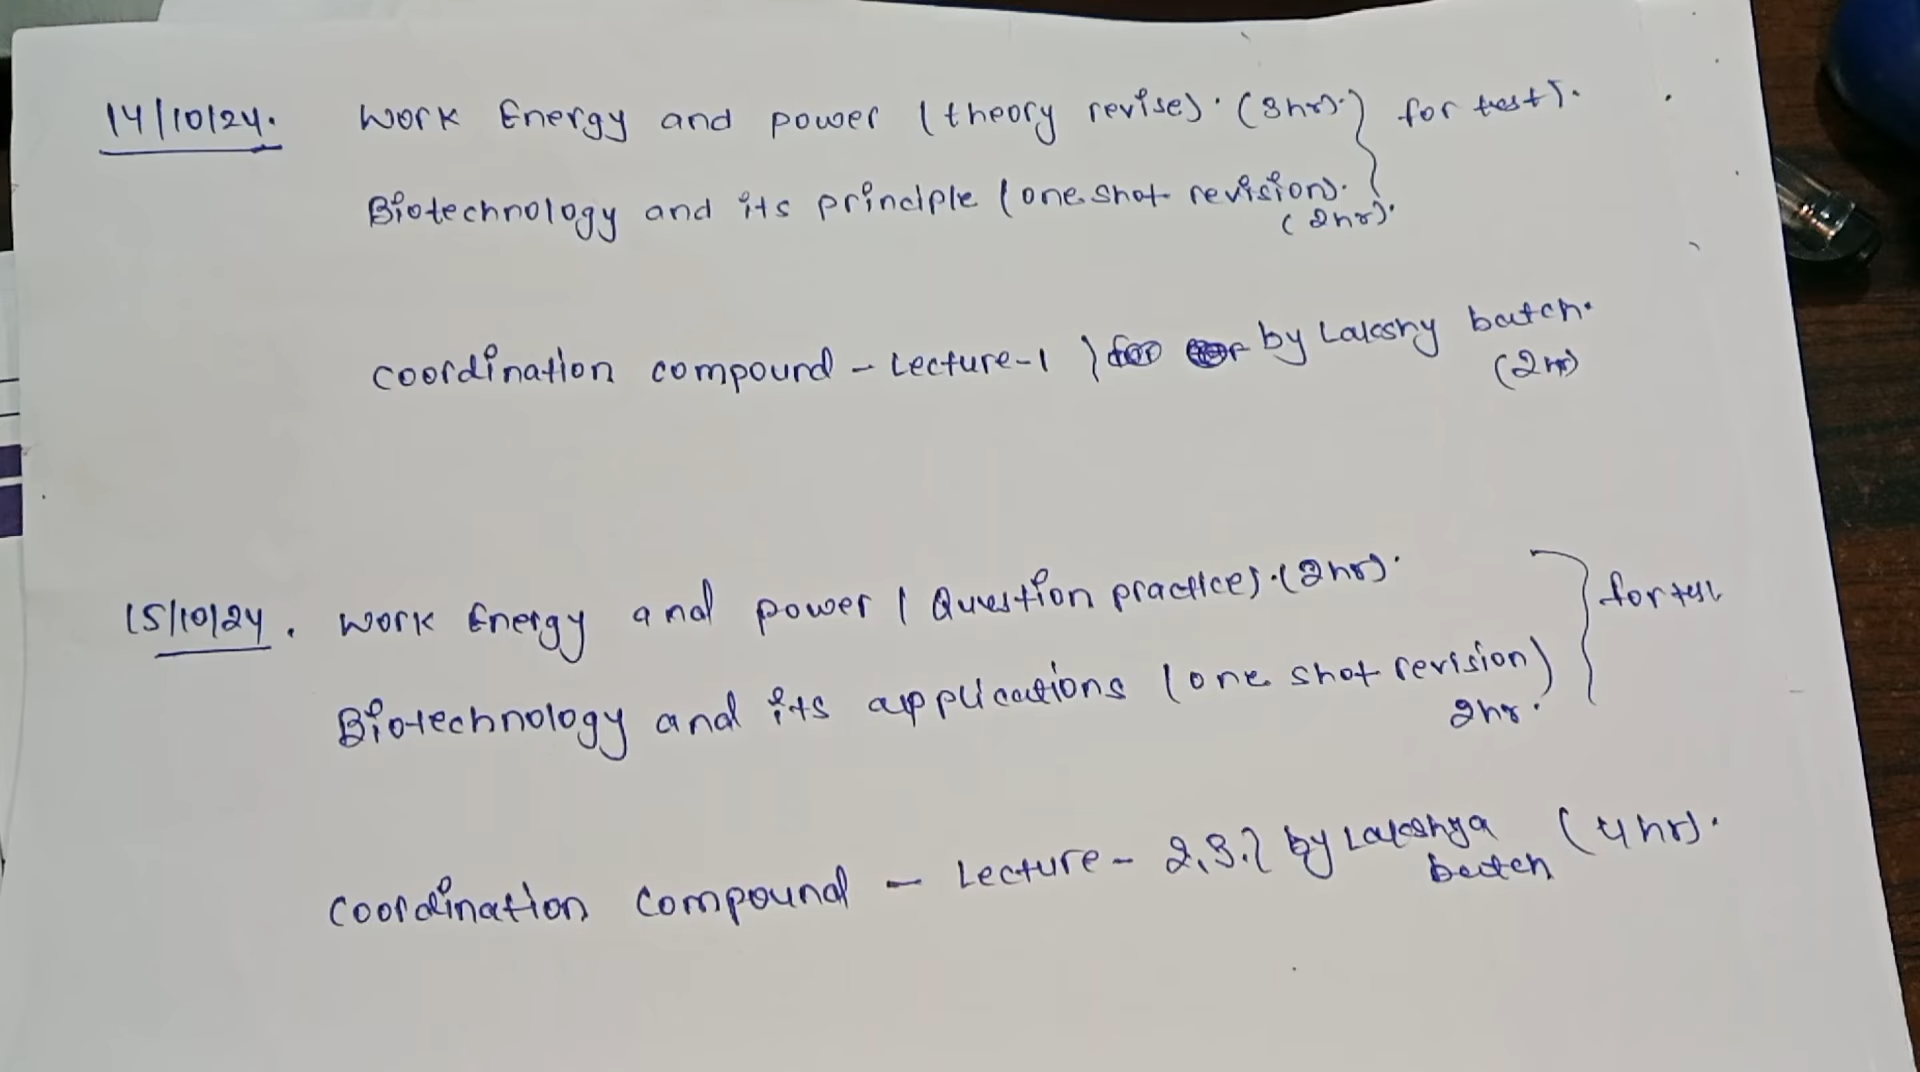 14/10/24. Work Energy and power (theory revise). (3hr).} for test).
Biotechnology and its principle (one shot revision).
(2hr).
Coordination compound - Lecture-1 } by Lakshy batch.
(2hr)
15/10/24. Work Energy and power (Question practice).(2hr).
for test
Biotechnology and its applications (one shot revision)
2hr.
Coordination compound - Lecture- 2,3.} by Lakshya (4hr).
batch